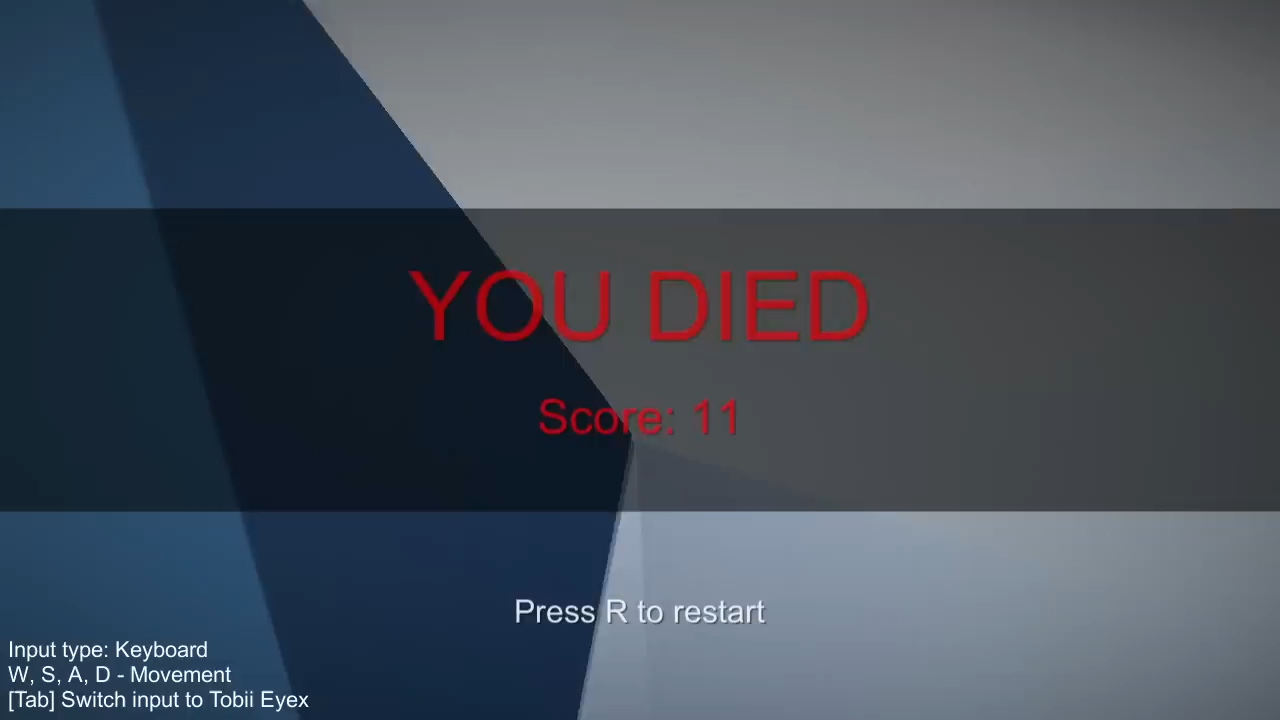 YOU DIED
Score: 11
Press R to restart
Input type: Keyboard
W, S, A, D - Movement
[Tab] Switch input to Tobii Eyex